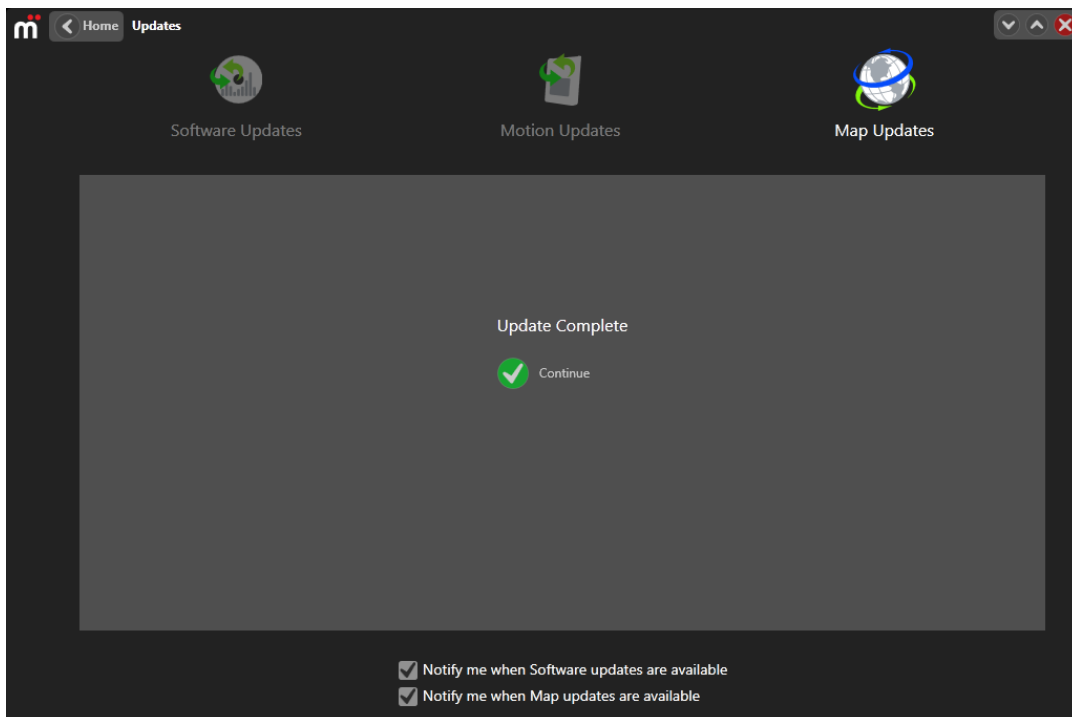 Home Updates
Software Updates
Motion Updates
Map Updates
Update Complete
Continue
Notify me when Software updates are available
Notify me when Map updates are available